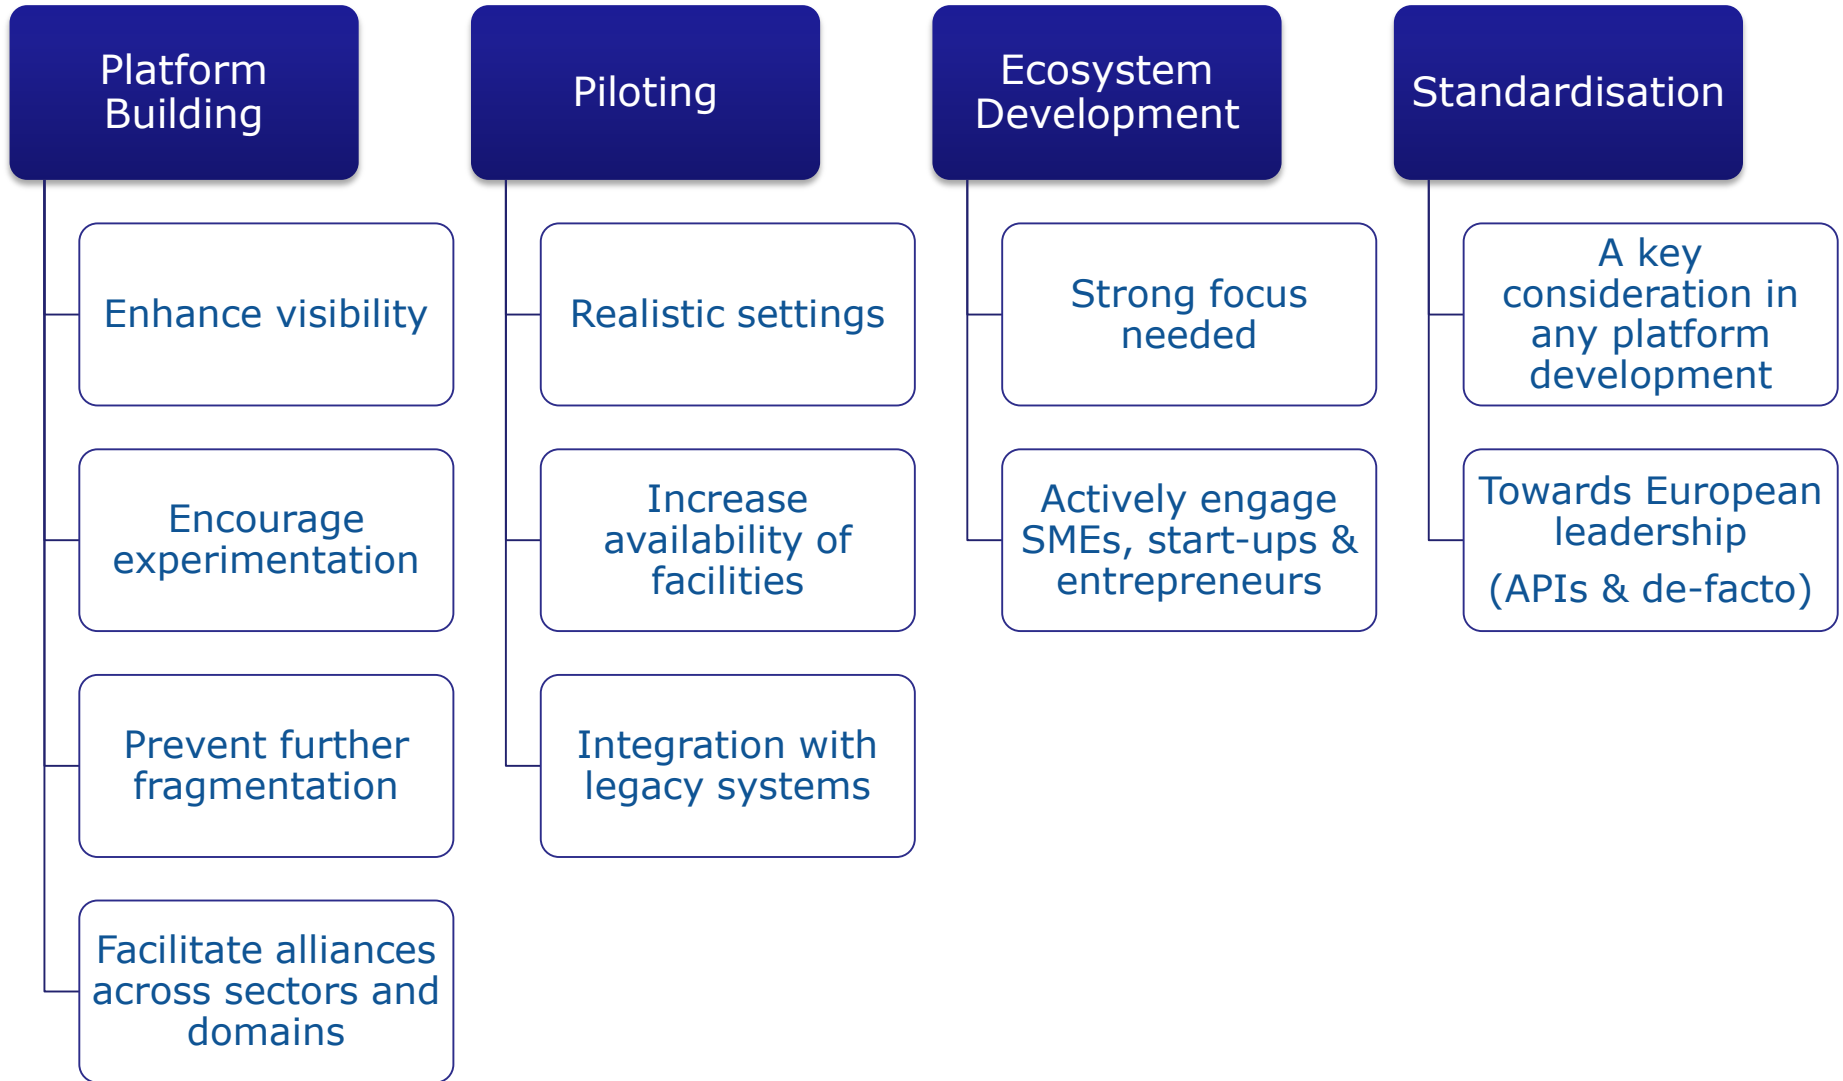 Platform
Building
Enhance visibility
Encourage
experimentation
Prevent further
fragmentation
Facilitate alliances
across sectors and
domains
Piloting
Realistic settings
Increase
availability of
facilities
Integration with
legacy systems
Ecosystem
Development
Strong focus
needed
Actively engage
SMEs, start-ups &
entrepreneurs
Standardisation
A key
consideration in
any platform
development
Towards European
leadership
(APIs & de-facto)